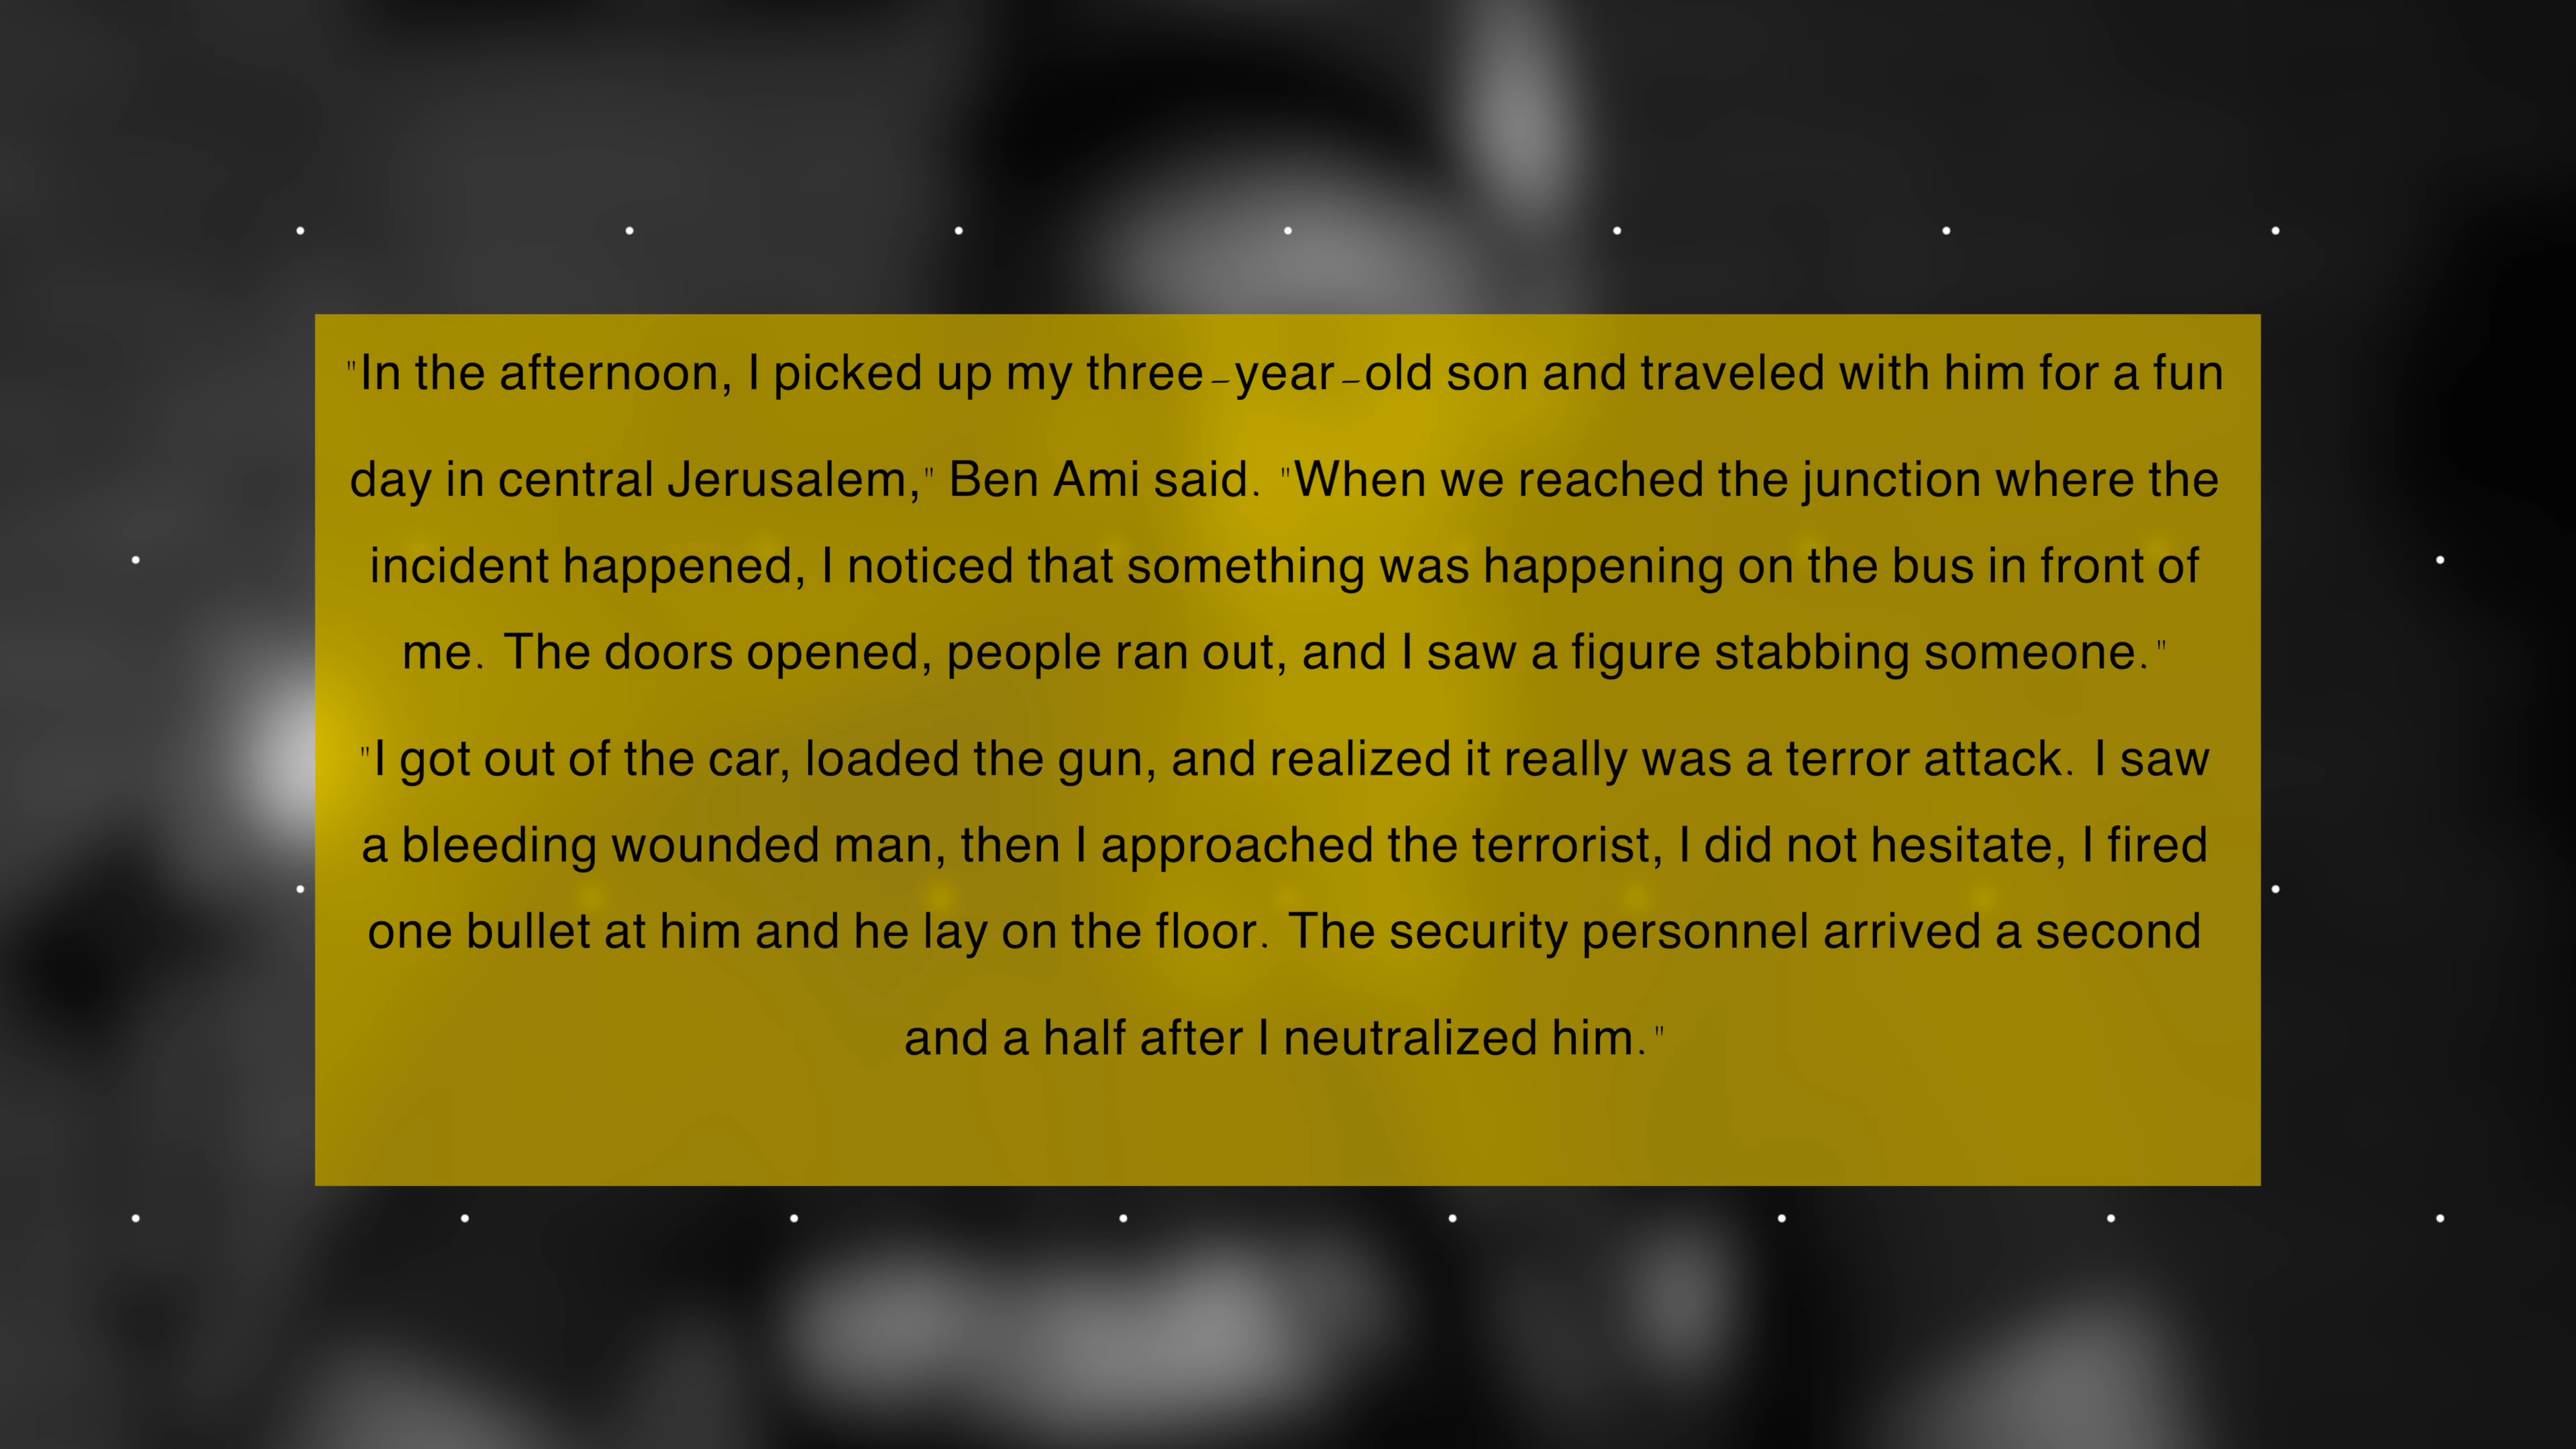 "In the afternoon, I picked up my three-year-old son and traveled with him for a fun
day in central Jerusalem," Ben Ami said. "When we reached the junction where the
incident happened, I noticed that something was happening on the bus in front of
me. The doors opened, people ran out, and I saw a figure stabbing someone."
"I got out of the car, loaded the gun, and realized it really was a terror attack. I saw
a bleeding wounded man, then I approached the terrorist, I did not hesitate, I fired
one bullet at him and he lay on the floor. The security personnel arrived a second
and a half after I neutralized him."